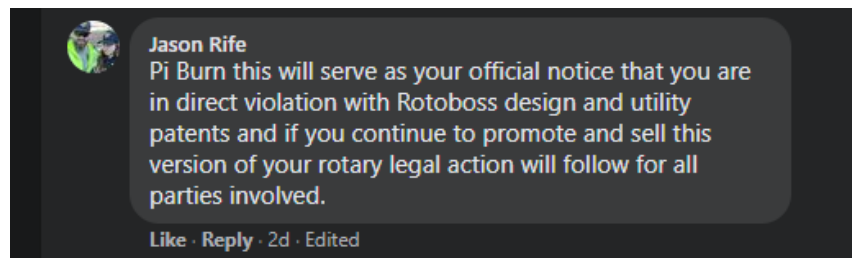 Jason Rife
Pi Burn this will serve as your official notice that you are
in direct violation with Rotoboss design and utility
patents and if you continue to promote and sell this
version of your rotary legal action will follow for all
parties involved.
Like · Reply · 2d · Edited